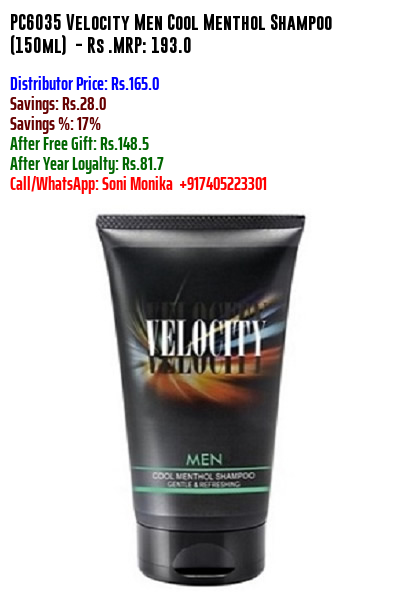 PC6035 Velocity Men Cool Menthol Shampoo
(150ml) - Rs .MRP: 193.0
Distributor Price: Rs.165.0
Savings: Rs.28.0
Savings %: 17%
After Free Gift: Rs.148.5
After Year Loyalty: Rs.81.7
Call/WhatsApp: Soni Monika +917405223301
VELOCITY
VELOCITY
VELOCITY
MEN
COOL MENTHOL SHAMPOO
GENTLE & REFRESHING